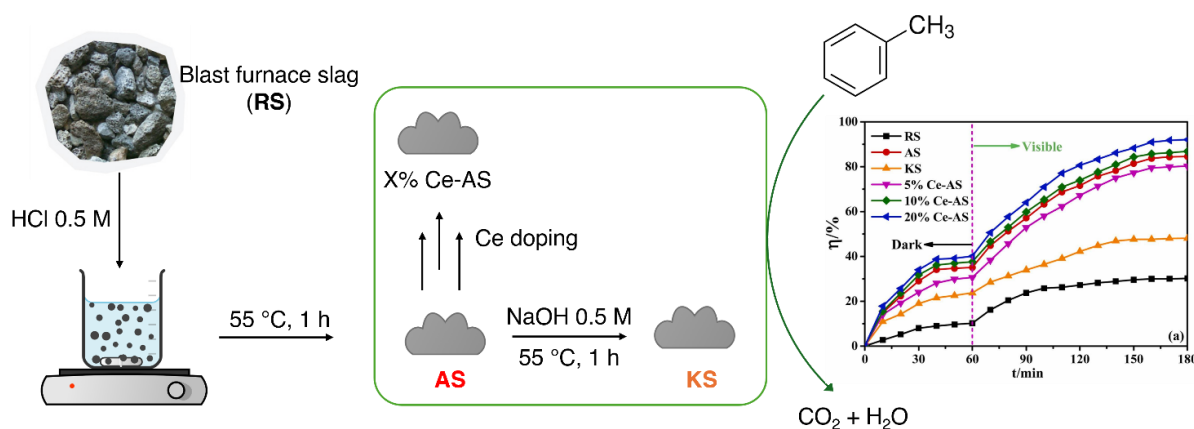 Blast furnace slag
(RS)
HCl 0.5 M
55 °C, 1 h
X% Ce-AS
Ce doping
AS
NaOH 0.5 M
55 °C, 1 h
KS
CH₃
CO₂ + H₂O
η/%
100
80
60
40
20
0
RS
AS
KS
5% Ce-AS
10% Ce-AS
20% Ce-AS
Visible
Dark
(a)
0 30 60 90 120 150 180
t/min